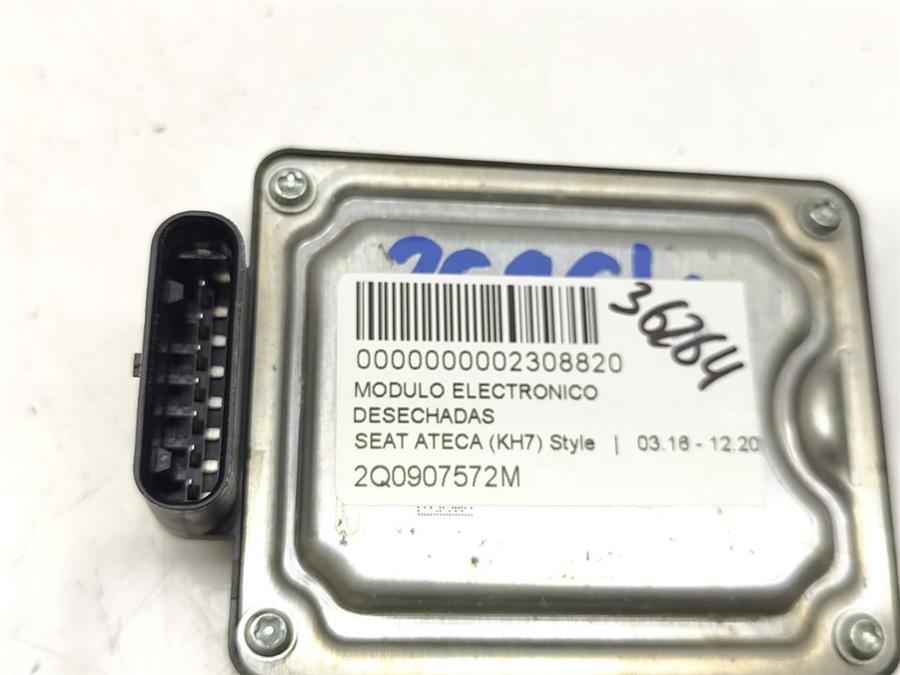 36264
0000000002308820
MODULO ELECTRONICO
DESECHADAS
SEAT ATECA (KH7) Style | 03.16 - 12.20
2Q0907572M